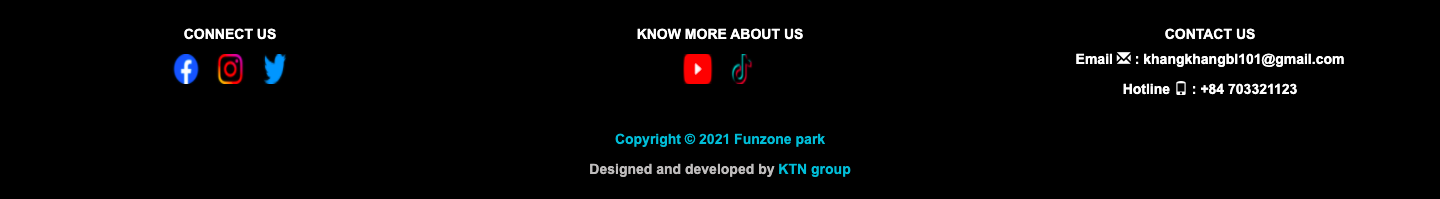 CONNECT US
KNOW MORE ABOUT US
CONTACT US
Email : khangkhangbl101@gmail.com
Hotline : +84 703321123
Copyright © 2021 Funzone park
Designed and developed by KTN group